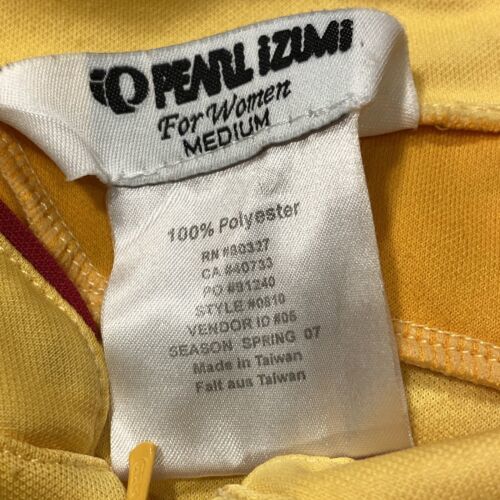 PEARL iZUMi
For Women
MEDIUM
100% Polyester
RN #80327
CA #40733
PO #91240
STYLE #0810
VENDOR ID #05
SEASON SPRING 07
Made in Taiwan
Fait aus Taiwan